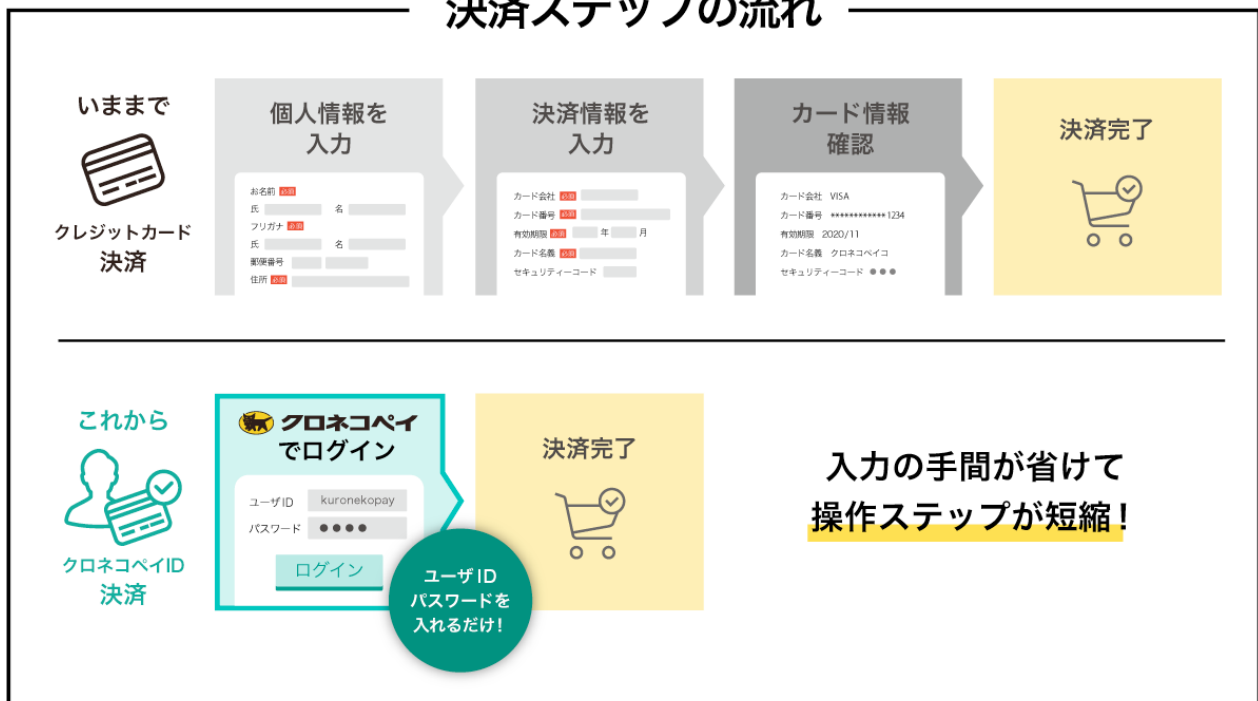 決済ステップの流れ
いままで
クレジットカード
決済
個人情報を
入力
お名前 必須
氏 名
フリガナ 必須
氏 名
郵便番号
住所 必須
決済情報を
入力
カード会社 必須
カード番号 必須
有効期限 必須 年 月
カード名義 必須
セキュリティーコード
カード情報
確認
カード会社 VISA
カード番号 ************1234
有効期限 2020/11
カード名義 クロネコペイコ
セキュリティーコード ●●●
決済完了
これから
クロネコペイID
決済
クロネコペイ
でログイン
ユーザID kuronekopay
パスワード ●●●●
ログイン
ユーザID
パスワードを
入れるだけ!
決済完了
入力の手間が省けて
操作ステップが短縮!